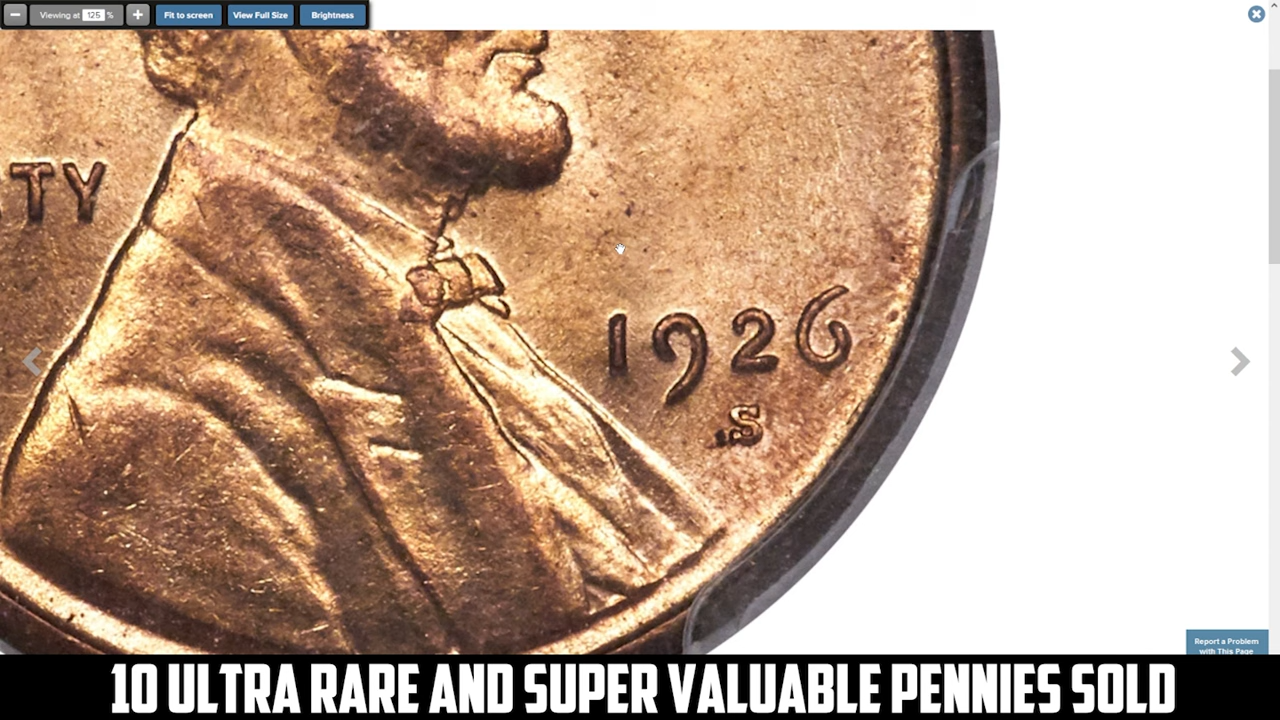 Viewing at 125 %
Fit to screen
View Full Size
Brightness
TY
1926
S
Report a Problem
with This Page
10 ULTRA RARE AND SUPER VALUABLE PENNIES SOLD